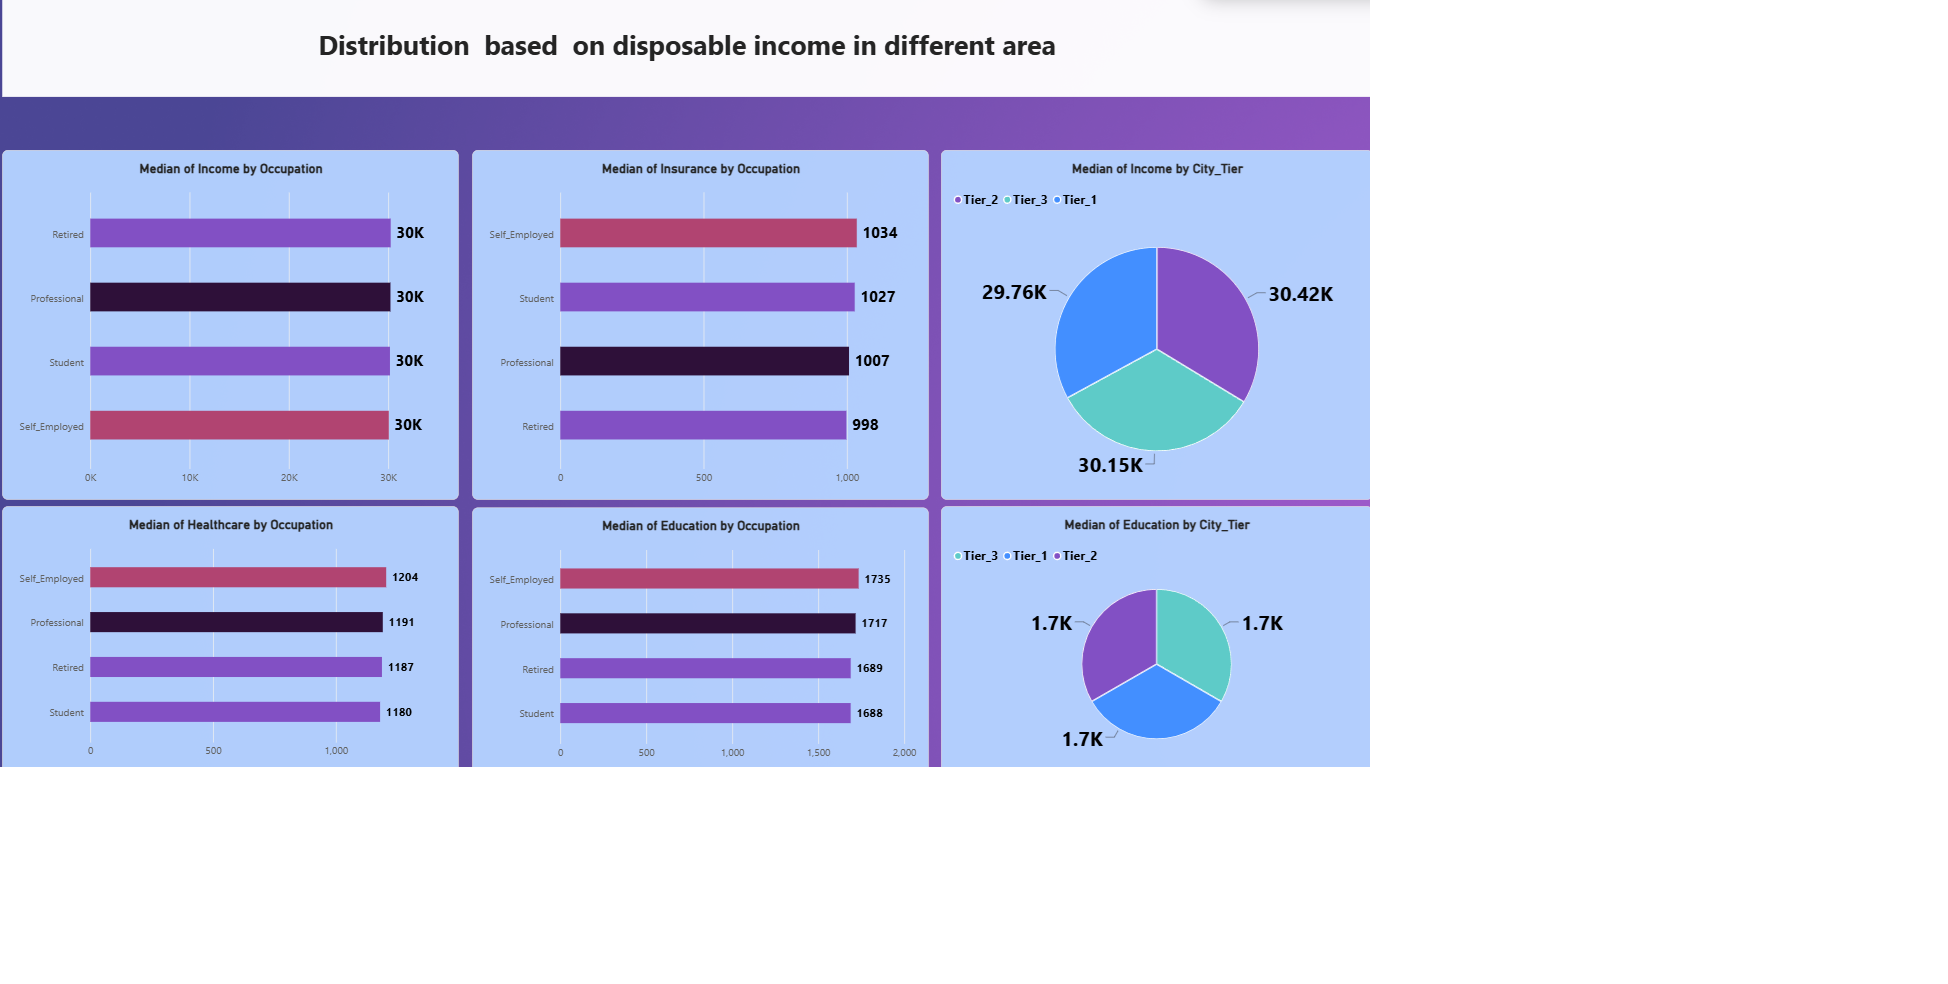 Distribution  based  on disposable income in different area
Median of Income by Occupation
Retired 30K
Professional 30K
Student 30K
Self_Employed 30K
0K 10K 20K 30K
Median of Insurance by Occupation
Self_Employed 1034
Student 1027
Professional 1007
Retired 998
0 500 1,000
Median of Income by City_Tier
Tier_2 Tier_3 Tier_1
29.76K 30.42K
30.15K
Median of Healthcare by Occupation
Self_Employed 1204
Professional 1191
Retired 1187
Student 1180
0 500 1,000
Median of Education by Occupation
Self_Employed 1735
Professional 1717
Retired 1689
Student 1688
0 500 1,000 1,500 2,000
Median of Education by City_Tier
Tier_3 Tier_1 Tier_2
1.7K 1.7K
1.7K